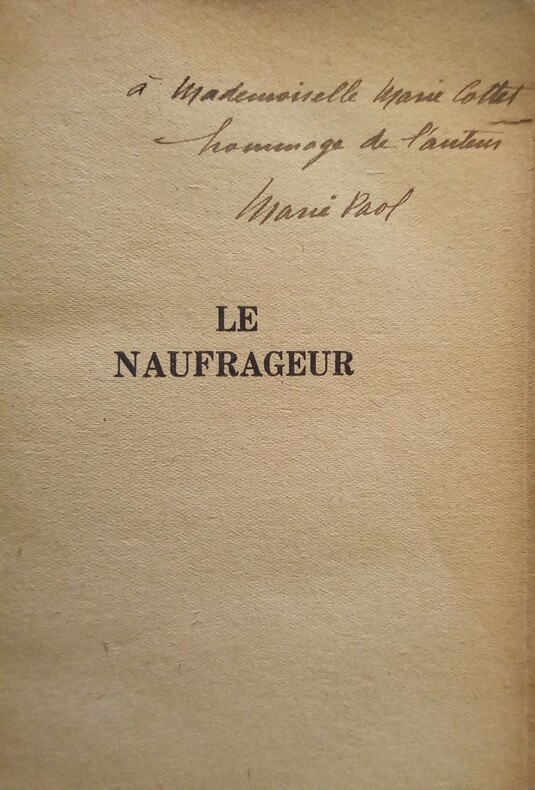 à Mademoiselle Marie Cottet
hommage de l'auteur
Marie Paol
LE
NAUFRAGEUR